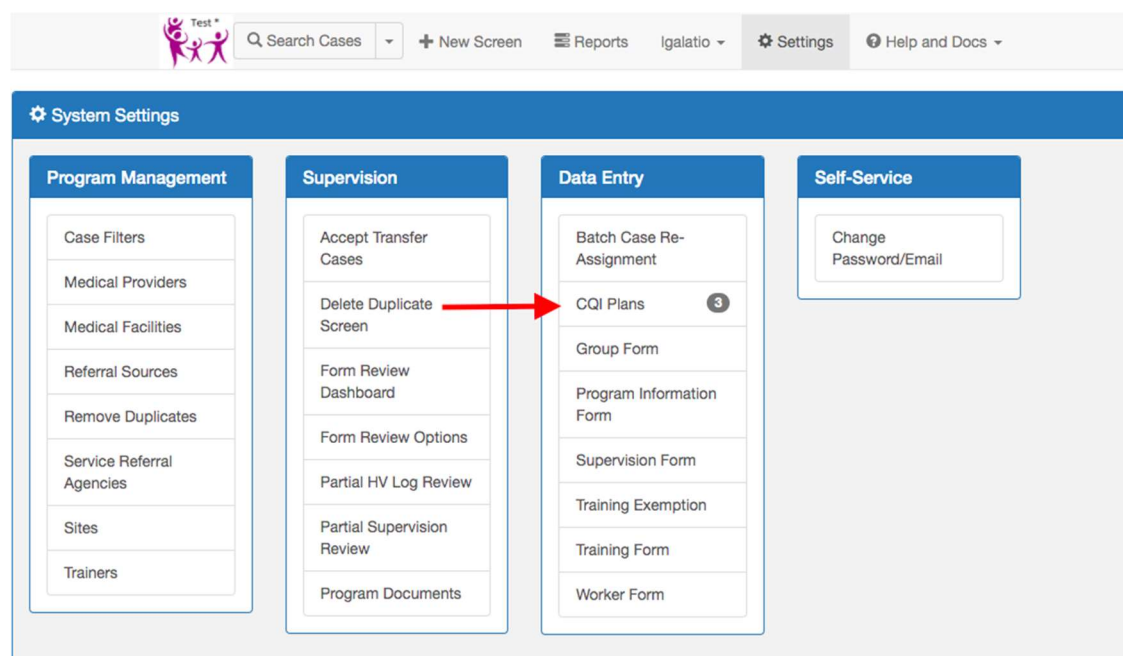 Test *
Search Cases
New Screen
Reports
lgalatio
Settings
Help and Docs
System Settings
Program Management
Case Filters
Medical Providers
Medical Facilities
Referral Sources
Remove Duplicates
Service Referral
Agencies
Sites
Trainers
Supervision
Accept Transfer
Cases
Delete Duplicate
Screen
Form Review
Dashboard
Form Review Options
Partial HV Log Review
Partial Supervision
Review
Program Documents
Data Entry
Batch Case Re-
Assignment
CQI Plans 3
Group Form
Program Information
Form
Supervision Form
Training Exemption
Training Form
Worker Form
Self-Service
Change
Password/Email